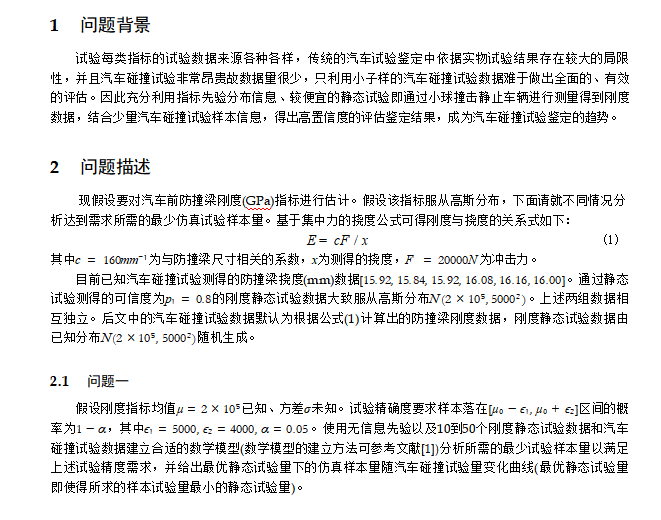 1 问题背景
试验每类指标的试验数据来源各种各样，传统的汽车试验鉴定中依据实物试验结果存在较大的局限
性，并且汽车碰撞试验非常昂贵故数据量很少，只利用小子样的汽车碰撞试验数据难于做出全面的、有效
的评估。因此充分利用指标先验分布信息、较便宜的静态试验即通过小球撞击静止车辆进行测量得到刚度
数据，结合少量汽车碰撞试验样本信息，得出高置信度的评估鉴定结果，成为汽车碰撞试验鉴定的趋势。
2 问题描述
现假设要对汽车前防撞梁刚度(GPa)指标进行估计。假设该指标服从高斯分布，下面请就不同情况分
析达到需求所需的最少仿真试验样本量。基于集中力的挠度公式可得刚度与挠度的关系式如下：
E = cF / x （1）
其中c = 160mm⁻¹为与防撞梁尺寸相关的系数，x为测得的挠度，F = 20000N为冲击力。
目前已知汽车碰撞试验测得的防撞梁挠度(mm)数据[15.92, 15.84, 15.92, 16.08, 16.16, 16.00]。通过静态
试验测得的可信度为p₁ = 0.8的刚度静态试验数据大致服从高斯分布N(2 × 10⁵, 5000²)。上述两组数据相
互独立。后文中的汽车碰撞试验数据默认为根据公式(1)计算出的防撞梁刚度数据，刚度静态试验数据由
已知分布N(2 × 10⁵, 5000²)随机生成。
2.1 问题一
假设刚度指标均值μ = 2 × 10⁵已知、方差σ未知。试验精确度要求样本落在[μ₀ − ϵ₁, μ₀ + ϵ₂]区间的概
率为1 − α，其中ϵ₁ = 5000, ϵ₂ = 4000, α = 0.05。使用无信息先验以及10到50个刚度静态试验数据和汽车
碰撞试验数据建立合适的数学模型(数学模型的建立方法可参考文献[1])分析所需的最少试验样本量以满足
上述试验精度需求，并给出最优静态试验量下的仿真样本量随汽车碰撞试验量变化曲线(最优静态试验量
即使得所求的样本试验量最小的静态试验量)。